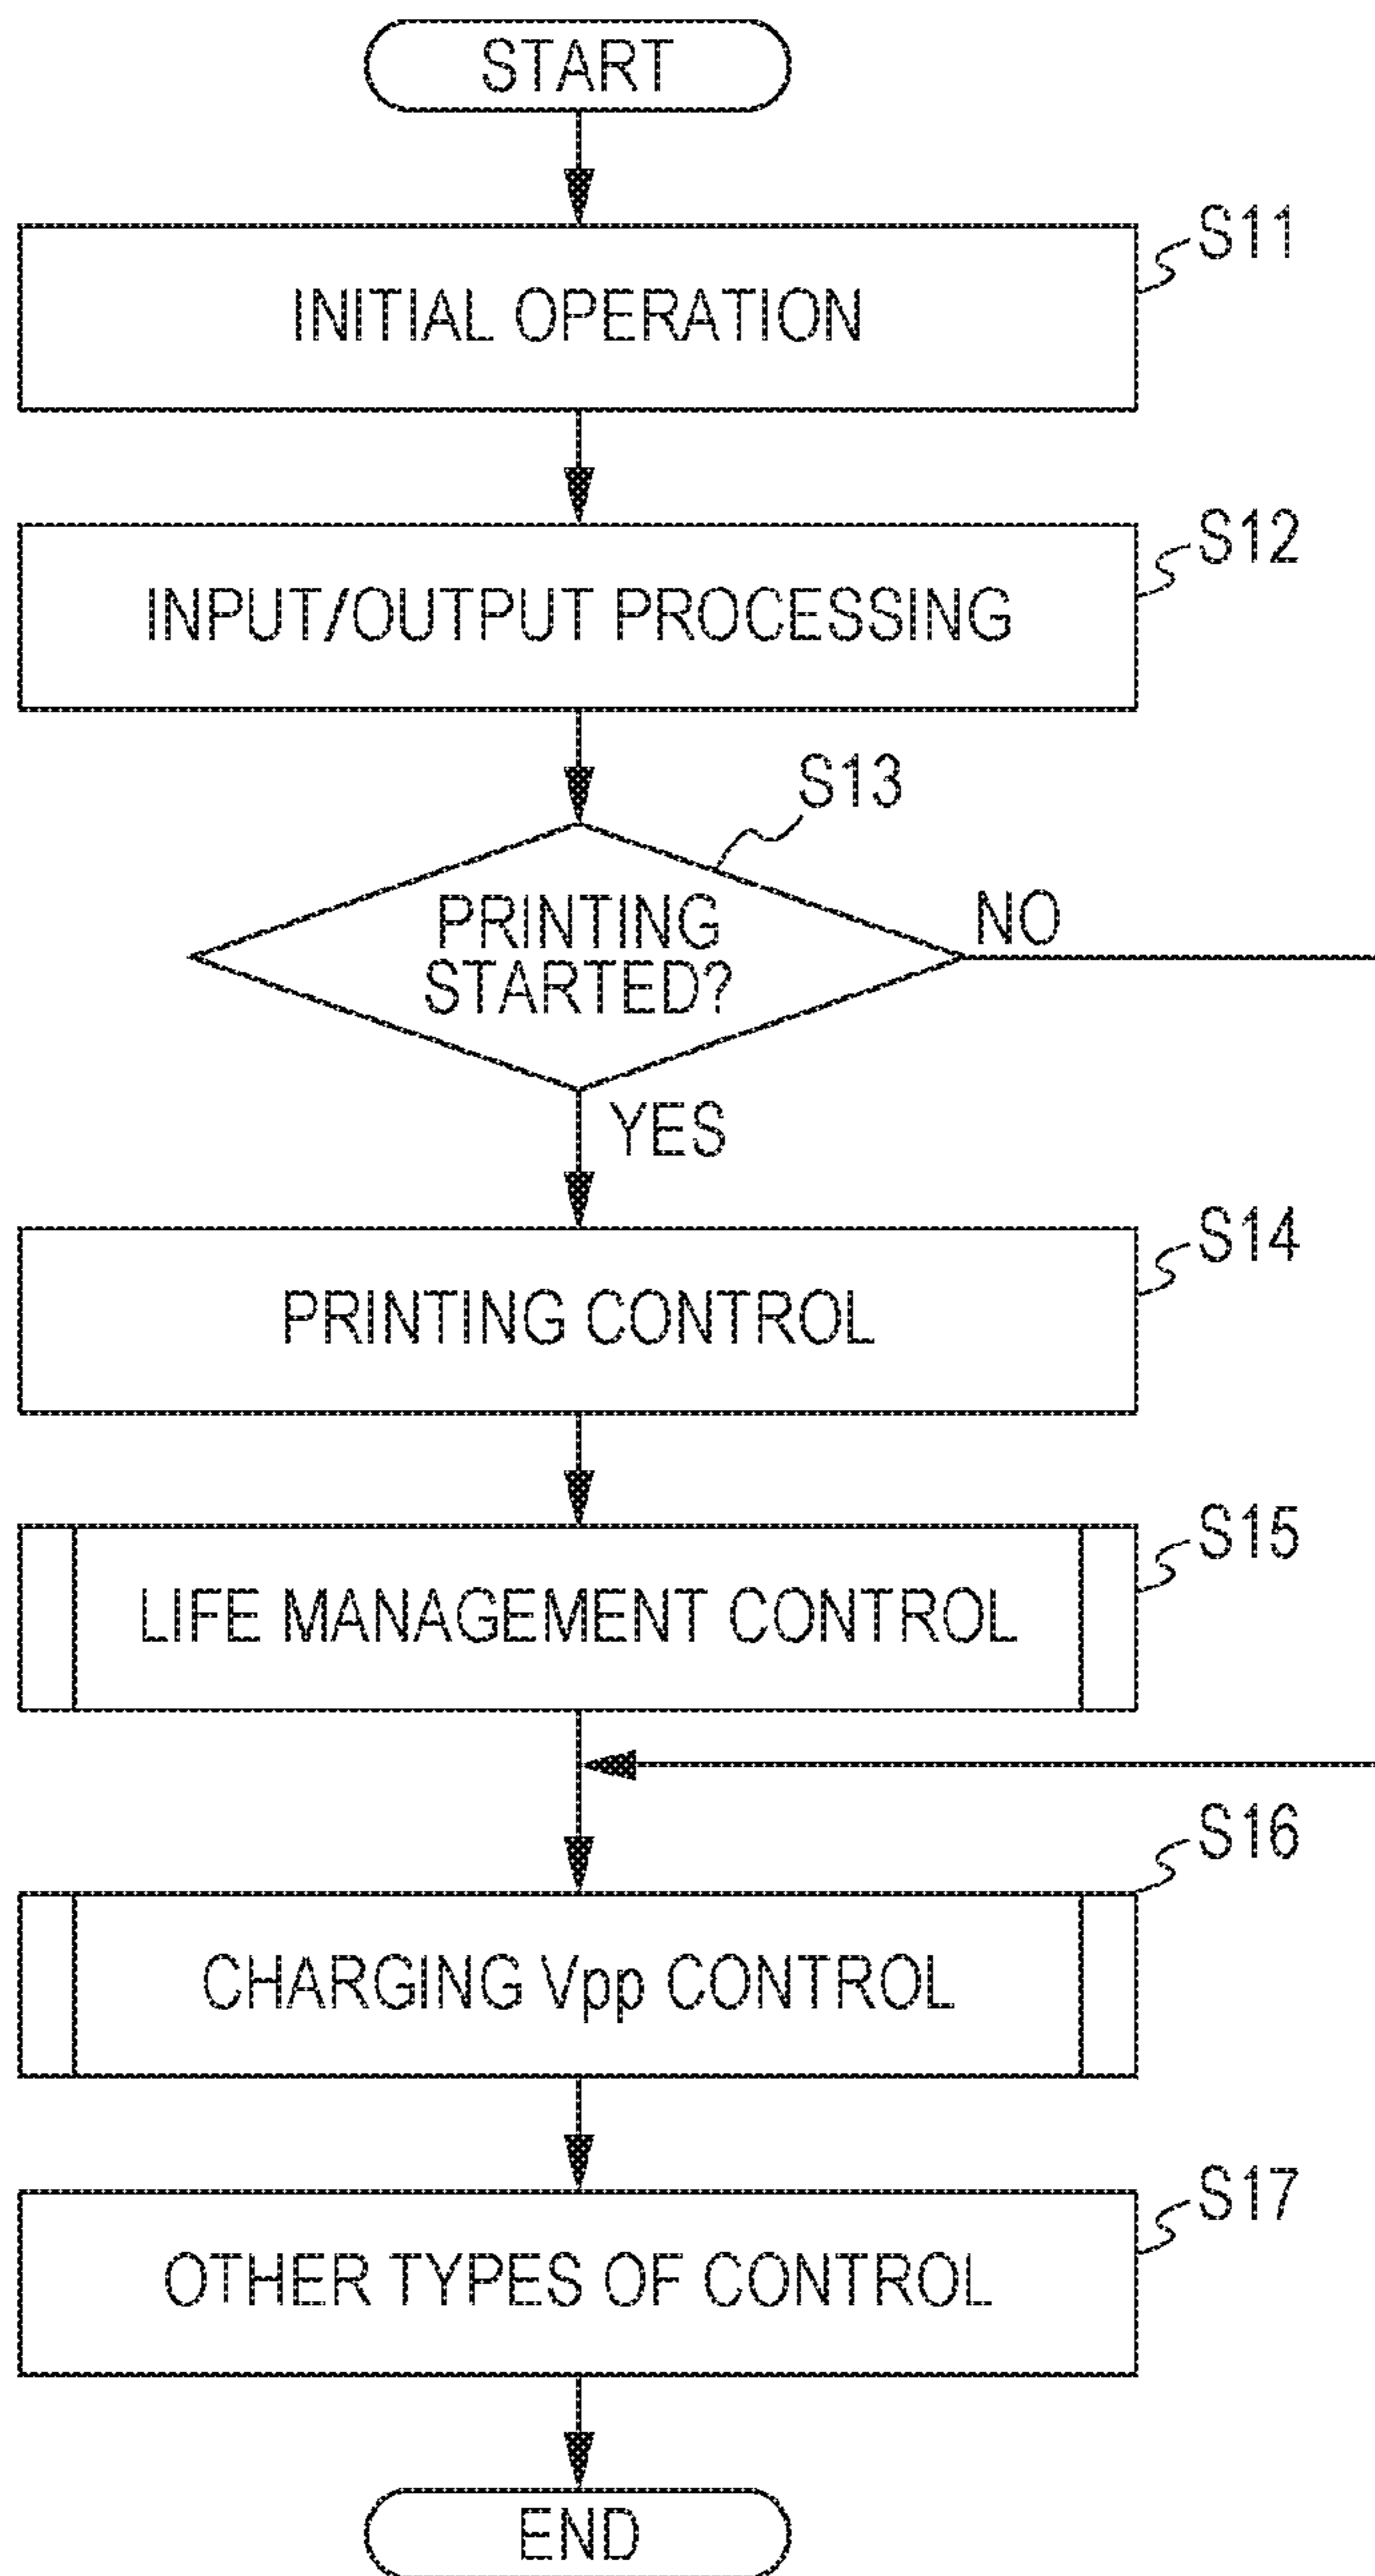 START
S11
INITIAL OPERATION
S12
INPUT/OUTPUT PROCESSING
S13
PRINTING
STARTED?
NO
YES
S14
PRINTING CONTROL
S15
LIFE MANAGEMENT CONTROL
S16
CHARGING Vpp CONTROL
S17
OTHER TYPES OF CONTROL
END